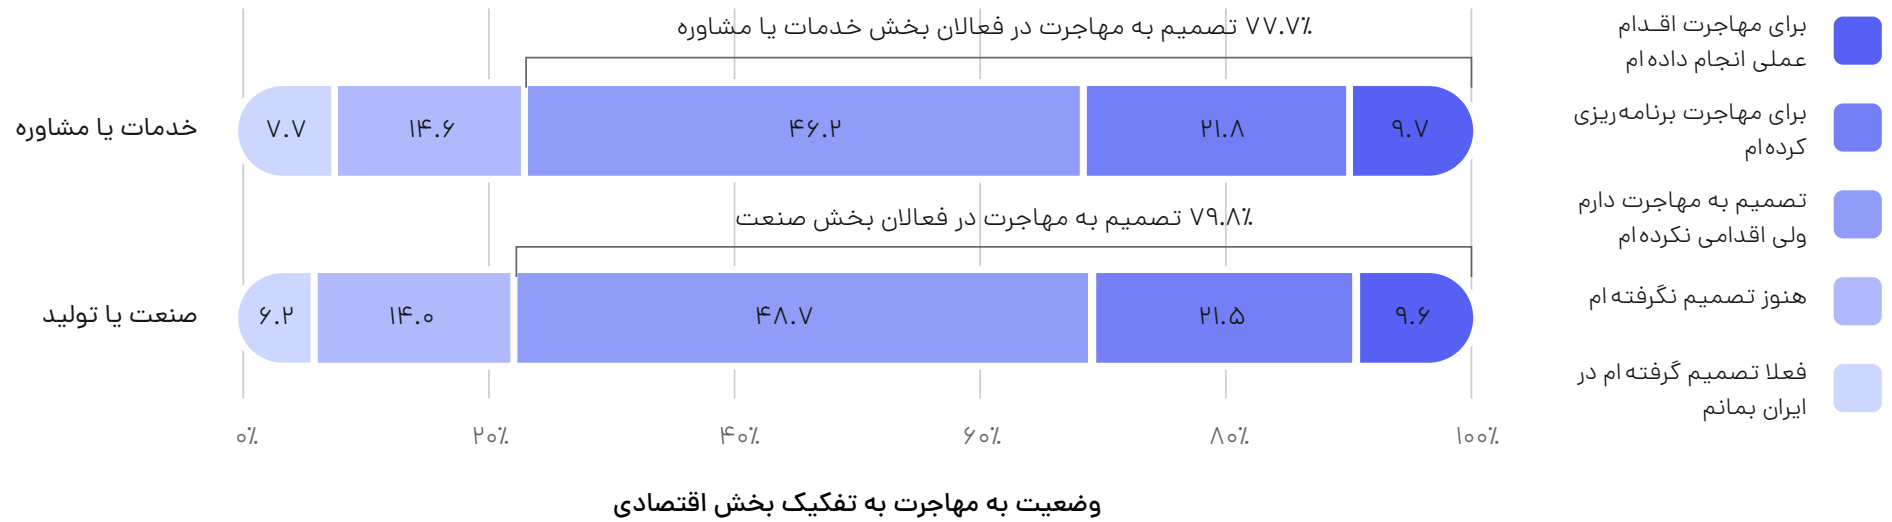 ۷۷.۷٪ تصمیم به مهاجرت در فعالان بخش خدمات یا مشاوره
خدمات یا مشاوره
۷.۷
۱۴.۶
۴۶.۲
۲۱.۸
۹.۷
۷۹.۸٪ تصمیم به مهاجرت در فعالان بخش صنعت
صنعت یا تولید
۶.۲
۱۴.۰
۴۸.۷
۲۱.۵
۹.۶
۰٪
۲۰٪
۴۰٪
۶۰٪
۸۰٪
۱۰۰٪
برای مهاجرت اقـدام
عملی انجام داده ام
برای مهاجرت برنامه‌ریزی
کرده‌ام
تصمیم به مهاجرت دارم
ولی اقدامی نکرده‌ام
هنوز تصمیم نگرفته ام
فعلا تصمیم گرفته ام در
ایران بمانم
وضعیت به مهاجرت به تفکیک بخش اقتصادی